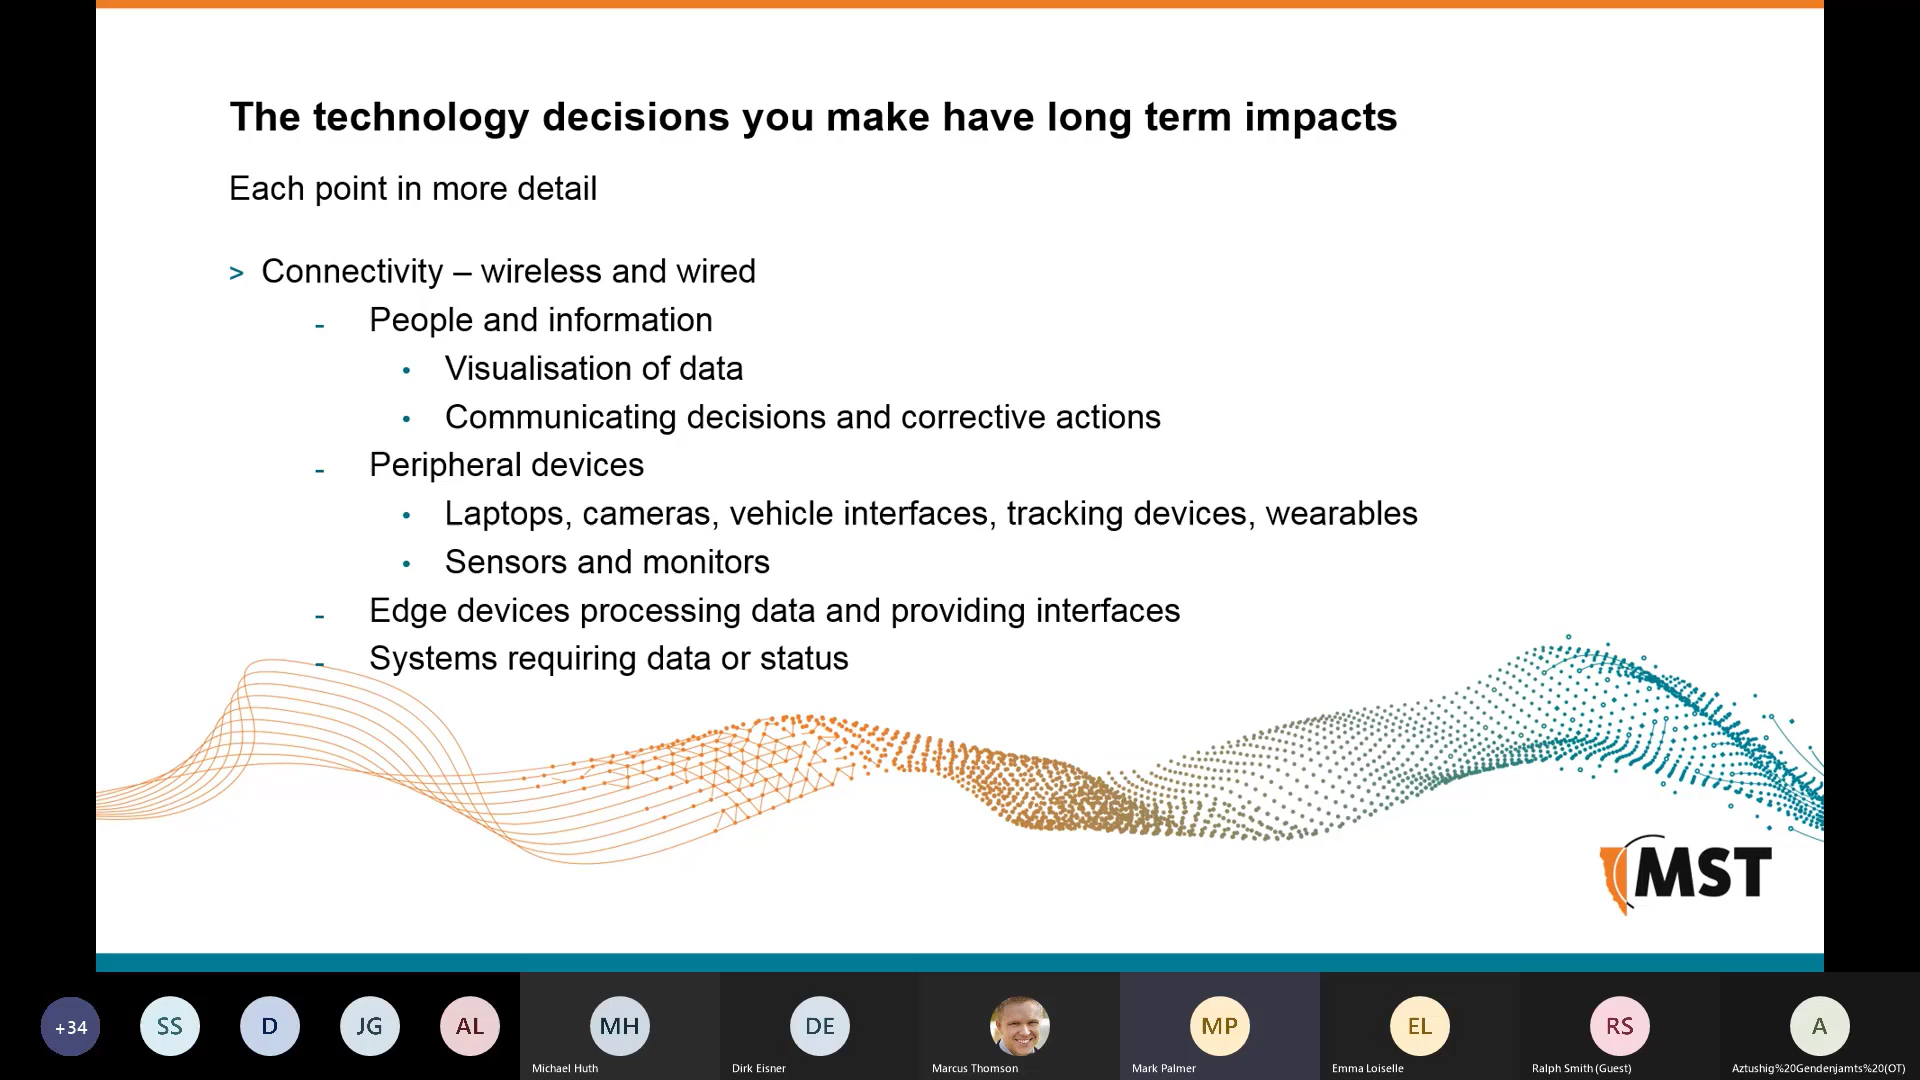 The technology decisions you make have long term impacts
Each point in more detail
> Connectivity – wireless and wired
- People and information
• Visualisation of data
• Communicating decisions and corrective actions
- Peripheral devices
• Laptops, cameras, vehicle interfaces, tracking devices, wearables
• Sensors and monitors
- Edge devices processing data and providing interfaces
- Systems requiring data or status
MST
+34
SS
D
JG
AL
MH
Michael Huth
DE
Dirk Eisner
Marcus Thomson
MP
Mark Palmer
EL
Emma Loiselle
RS
Ralph Smith (Guest)
A
Aztushig%20Gendenjamts%20(OT)